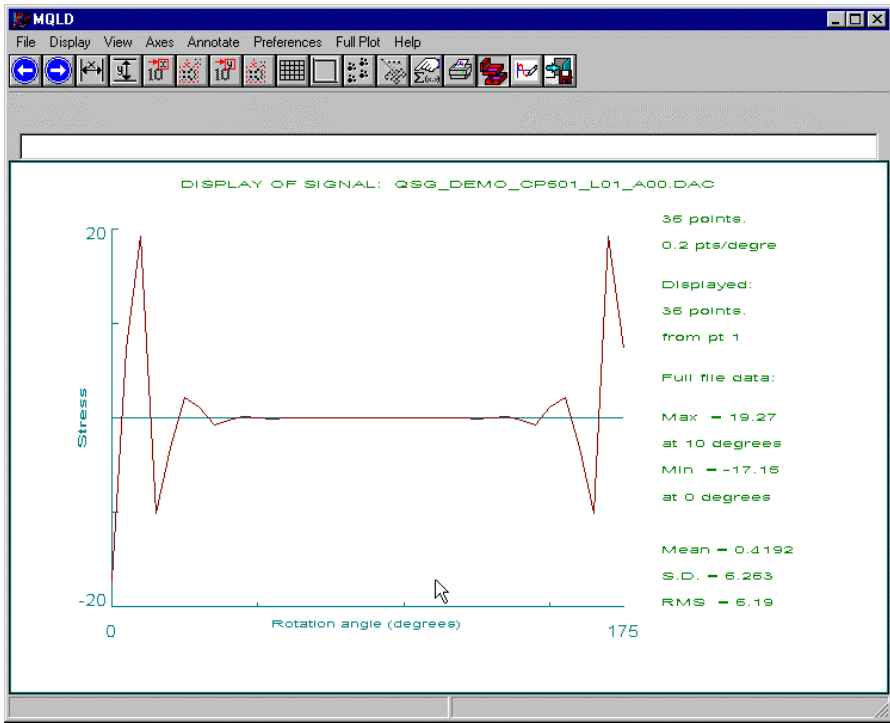 MQLD
File Display View Axes Annotate Preferences Full Plot Help
DISPLAY OF SIGNAL: QSG_DEMO_CP501_L01_A00.DAC
36 points.
0.2 pts/degre
Displayed:
36 points.
from pt 1
Full file data:
Max = 19.27
at 10 degrees
Min = -17.15
at 0 degrees
Mean = 0.4192
S.D. = 6.263
RMS = 6.19
20
Stress
-20
0
Rotation angle (degrees)
175